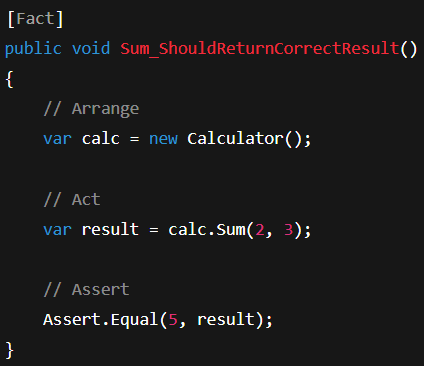 [Fact]
public void Sum_ShouldReturnCorrectResult()
{
    // Arrange
    var calc = new Calculator();

    // Act
    var result = calc.Sum(2, 3);

    // Assert
    Assert.Equal(5, result);
}